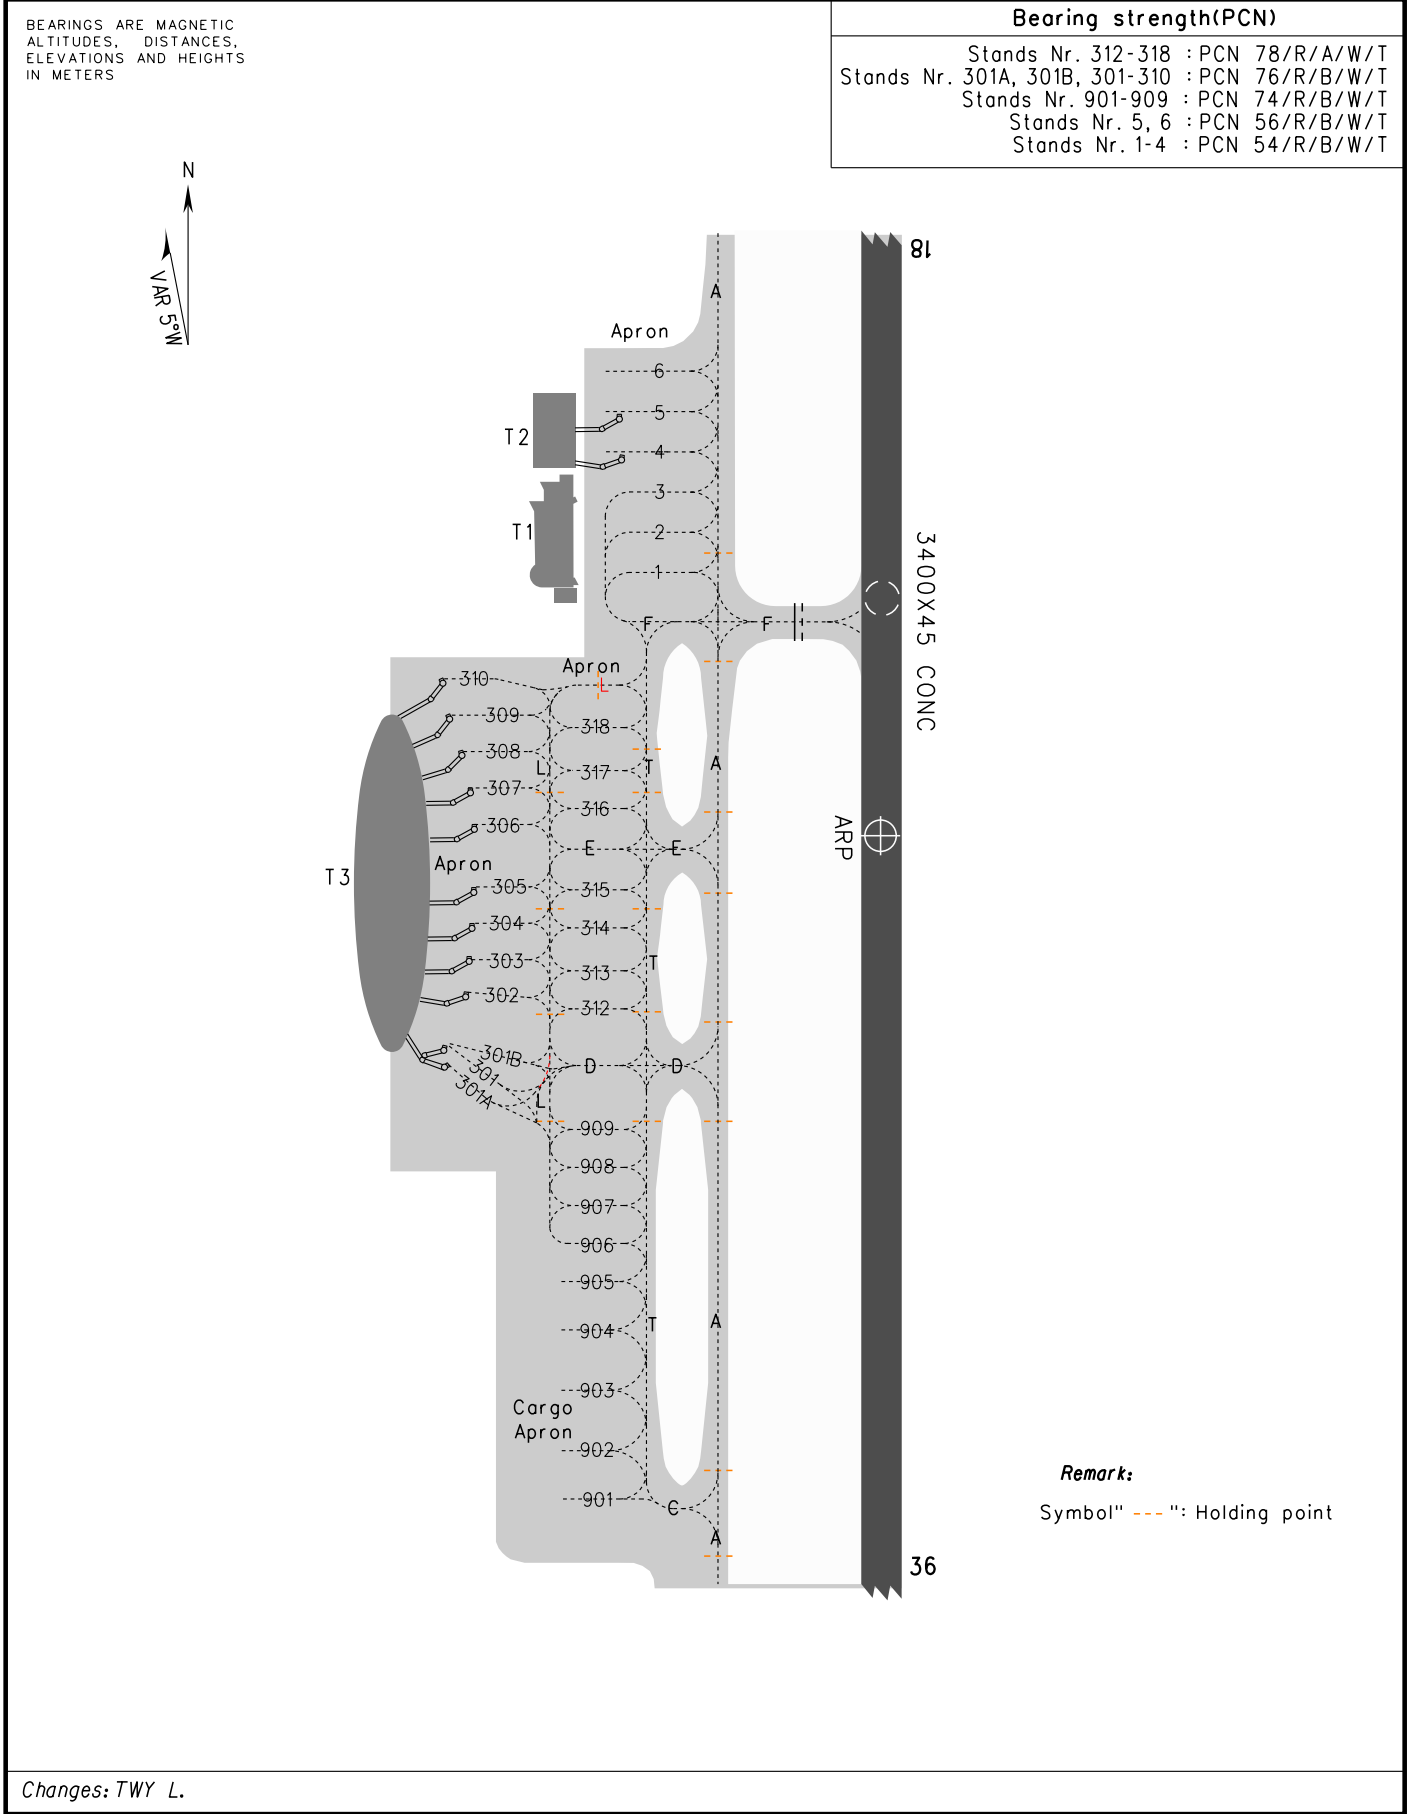 BEARINGS ARE MAGNETIC
ALTITUDES, DISTANCES,
ELEVATIONS AND HEIGHTS
IN METERS
Bearing strength(PCN)
Stands Nr. 312-318 : PCN 78/R/A/W/T
Stands Nr. 301A, 301B, 301-310 : PCN 76/R/B/W/T
Stands Nr. 901-909 : PCN 74/R/B/W/T
Stands Nr. 5, 6 : PCN 56/R/B/W/T
Stands Nr. 1-4 : PCN 54/R/B/W/T
N
VAR 5°W
18
A
Apron
6
5
T2
4
3
T1
2
1
F
F
3400X45 CONC
Apron
310
L
309
318
308
L
317
T
A
307
316
306
E
E
ARP
Apron
T3
305
315
304
314
303
313
T
302
312
301B
D
D
301
301A
L
909
908
907
906
905
904
T
A
903
Cargo
Apron
902
901
C
A
36
Remark:
Symbol" --- ": Holding point
Changes: TWY L.